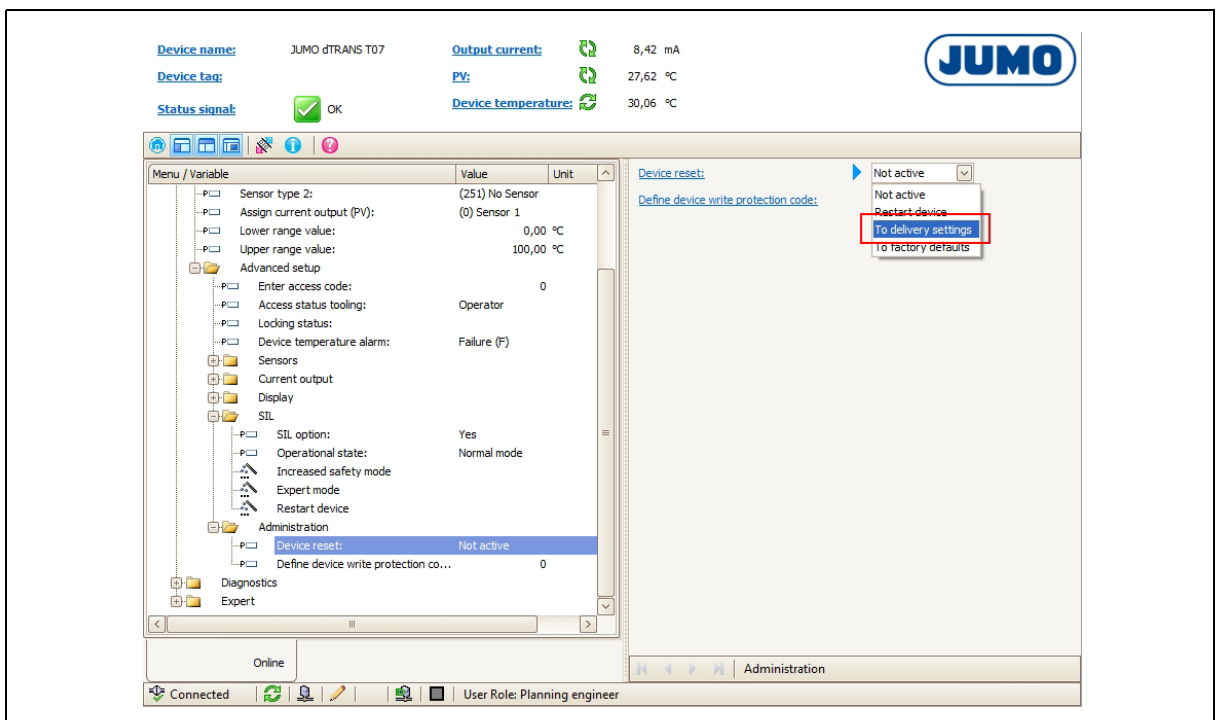 Device name: JUMO dTRANS T07 Output current: 8,42 mA
JUMO
Device tag: PV: 27,62 °C
Status signal: OK Device temperature: 30,06 °C
Menu / Variable Value Unit
Sensor type 2: (251) No Sensor
Assign current output (PV): (0) Sensor 1
Lower range value: 0,00 °C
Upper range value: 100,00 °C
Advanced setup
Enter access code: 0
Access status tooling: Operator
Locking status:
Device temperature alarm: Failure (F)
Sensors
Current output
Display
SIL
SIL option: Yes
Operational state: Normal mode
Increased safety mode
Expert mode
Restart device
Administration
Device reset: Not active
Define device write protection co... 0
Diagnostics
Expert
Online
Device reset: Not active
Define device write protection code:
Not active
Restart device
To delivery settings
To factory defaults
Administration
Connected User Role: Planning engineer